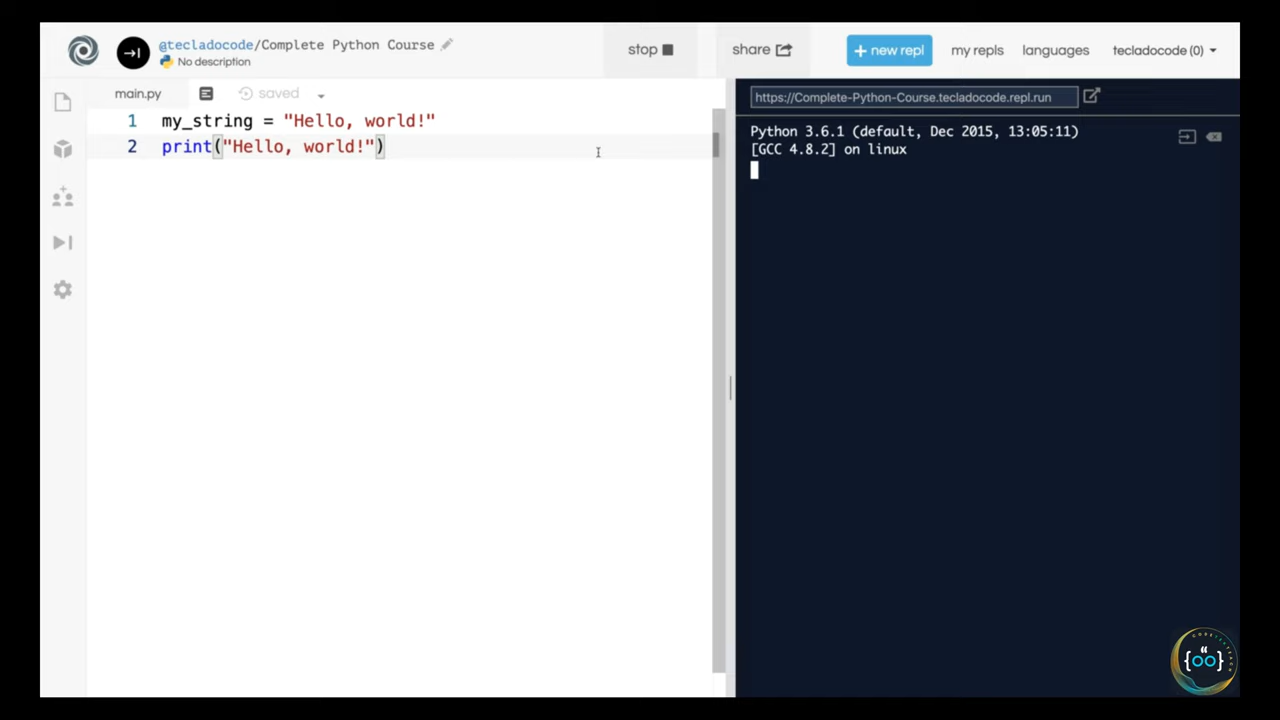 @tecladocode/Complete Python Course
No description
stop
share
+ new repl
my repls
languages
tecladocode (0)
main.py
saved
https://Complete-Python-Course.tecladocode.repl.run
1 my_string = "Hello, world!"
2 print("Hello, world!")
Python 3.6.1 (default, Dec 2015, 13:05:11)
[GCC 4.8.2] on linux